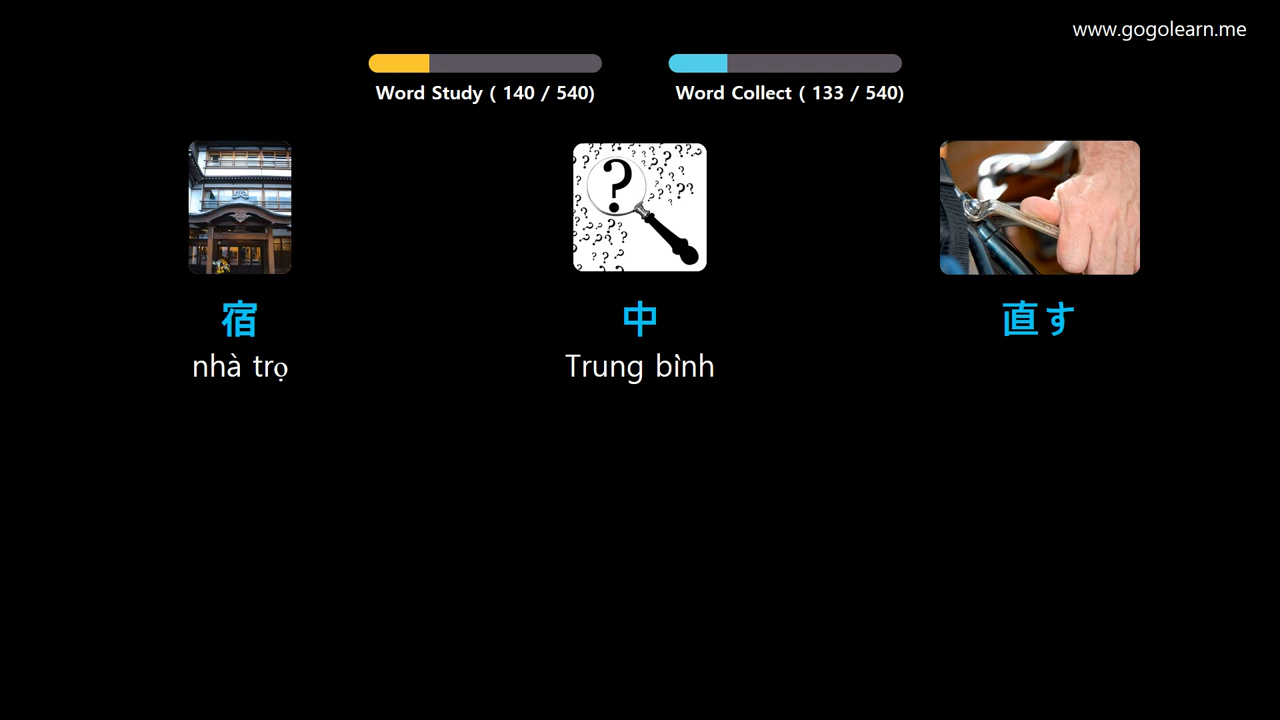 www.gogolearn.me
Word Study ( 140 / 540)
Word Collect ( 133 / 540)
宿
nhà trọ
中
Trung bình
直す